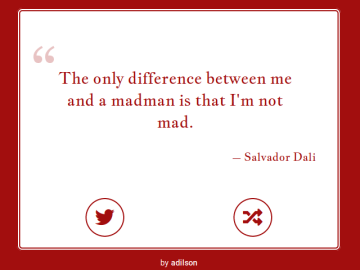 “
The only difference between me
and a madman is that I'm not
mad.
— Salvador Dali
by adilson